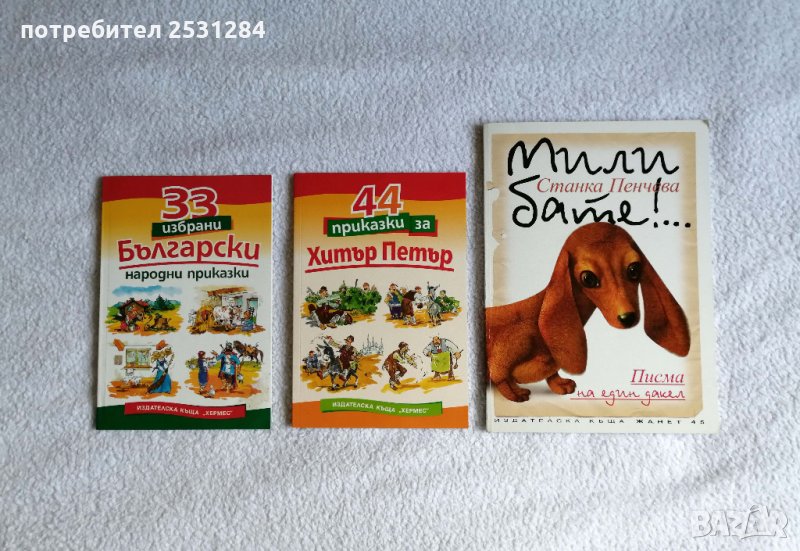 потребител 2531284
33
избрани
Български
народни приказки
ИЗДАТЕЛСКА КЪЩА „ХЕРМЕС"
44
приказки за
Хитър Петър
ИЗДАТЕЛСКА КЪЩА „ХЕРМЕС"
Мили
Станка Пенчева
бате!...
Писма
на един дакел
ИЗДАТЕЛСКА КЪЩА ЖАНЕТ 45
BAZAR